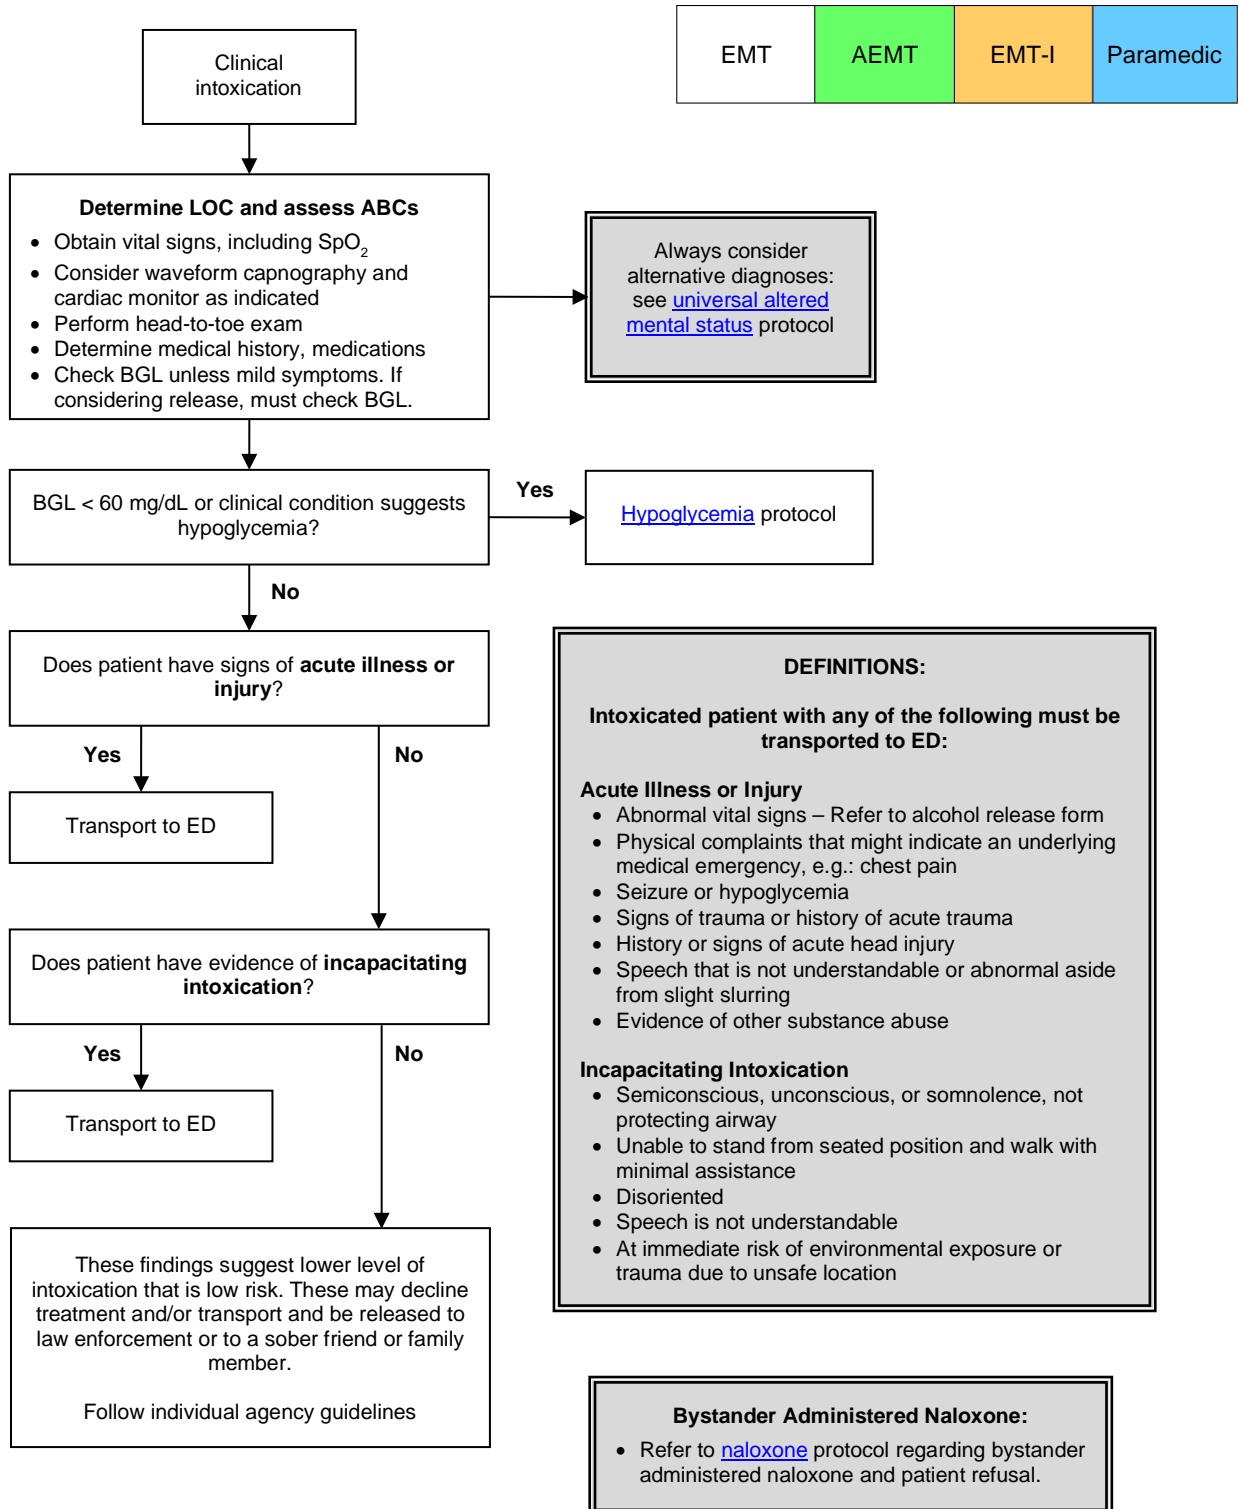 EMT
AEMT
EMT-I
Paramedic
Clinical
intoxication
Determine LOC and assess ABCs
• Obtain vital signs, including SpO2
• Consider waveform capnography and
cardiac monitor as indicated
• Perform head-to-toe exam
• Determine medical history, medications
• Check BGL unless mild symptoms. If
considering release, must check BGL.
Always consider
alternative diagnoses:
see universal altered
mental status protocol
BGL < 60 mg/dL or clinical condition suggests
hypoglycemia?
Yes
Hypoglycemia protocol
No
Does patient have signs of acute illness or
injury?
Yes
No
Transport to ED
Does patient have evidence of incapacitating
intoxication?
Yes
No
Transport to ED
These findings suggest lower level of
intoxication that is low risk. These may decline
treatment and/or transport and be released to
law enforcement or to a sober friend or family
member.
Follow individual agency guidelines
DEFINITIONS:
Intoxicated patient with any of the following must be
transported to ED:
Acute Illness or Injury
• Abnormal vital signs – Refer to alcohol release form
• Physical complaints that might indicate an underlying
medical emergency, e.g.: chest pain
• Seizure or hypoglycemia
• Signs of trauma or history of acute trauma
• History or signs of acute head injury
• Speech that is not understandable or abnormal aside
from slight slurring
• Evidence of other substance abuse
Incapacitating Intoxication
• Semiconscious, unconscious, or somnolence, not
protecting airway
• Unable to stand from seated position and walk with
minimal assistance
• Disoriented
• Speech is not understandable
• At immediate risk of environmental exposure or
trauma due to unsafe location
Bystander Administered Naloxone:
• Refer to naloxone protocol regarding bystander
administered naloxone and patient refusal.